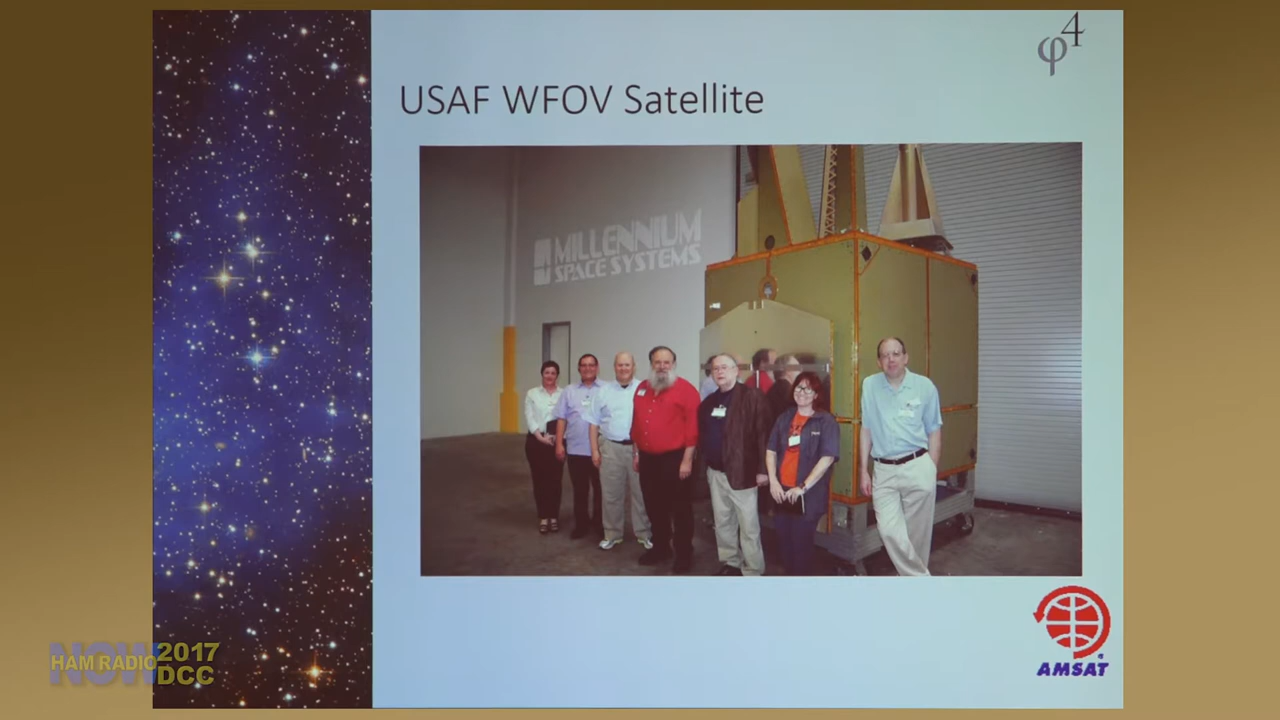 φ4
USAF WFOV Satellite
MILLENNIUM
SPACE SYSTEMS
AMSAT
NOW
HAM RADIO 2017
DCC